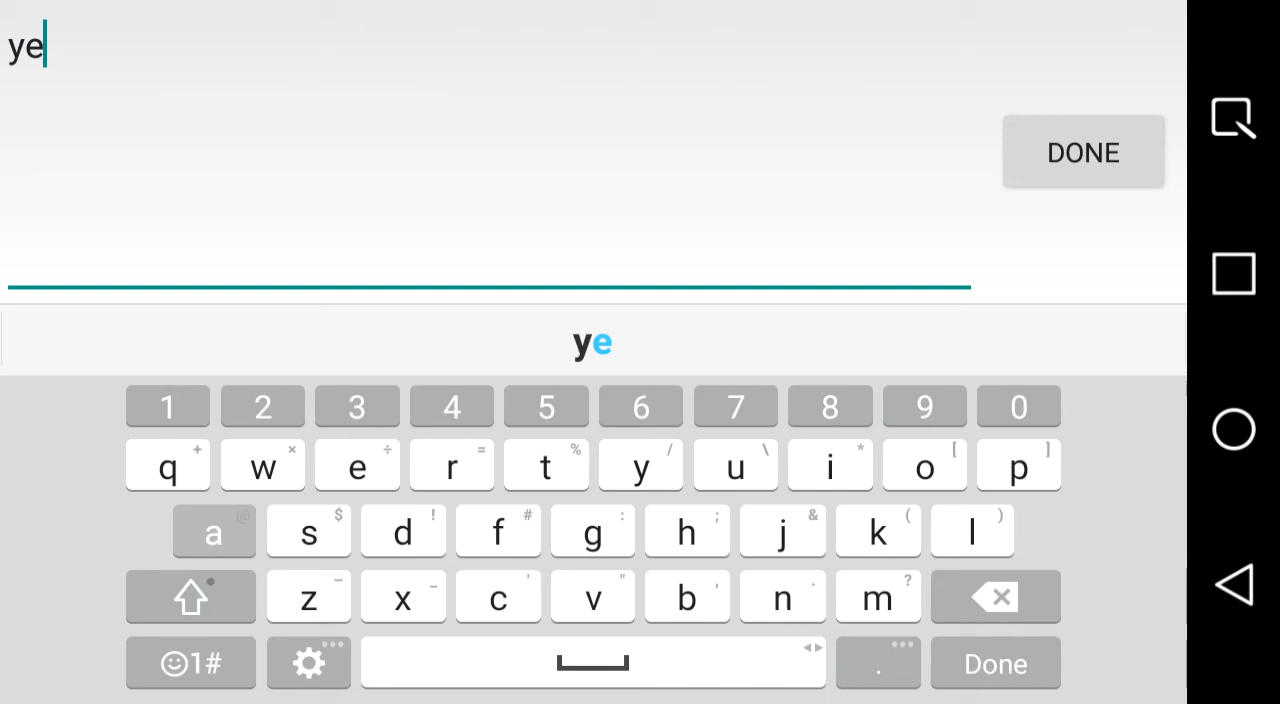 ye
DONE
ye
1 2 3 4 5 6 7 8 9 0
q + w × e ÷ r = t % y / u \ i * o [ p ]
a @ s $ d ! f # g : h ; j & k ( l )
z – x _ c ' v " b , n . m ?
1# . Done